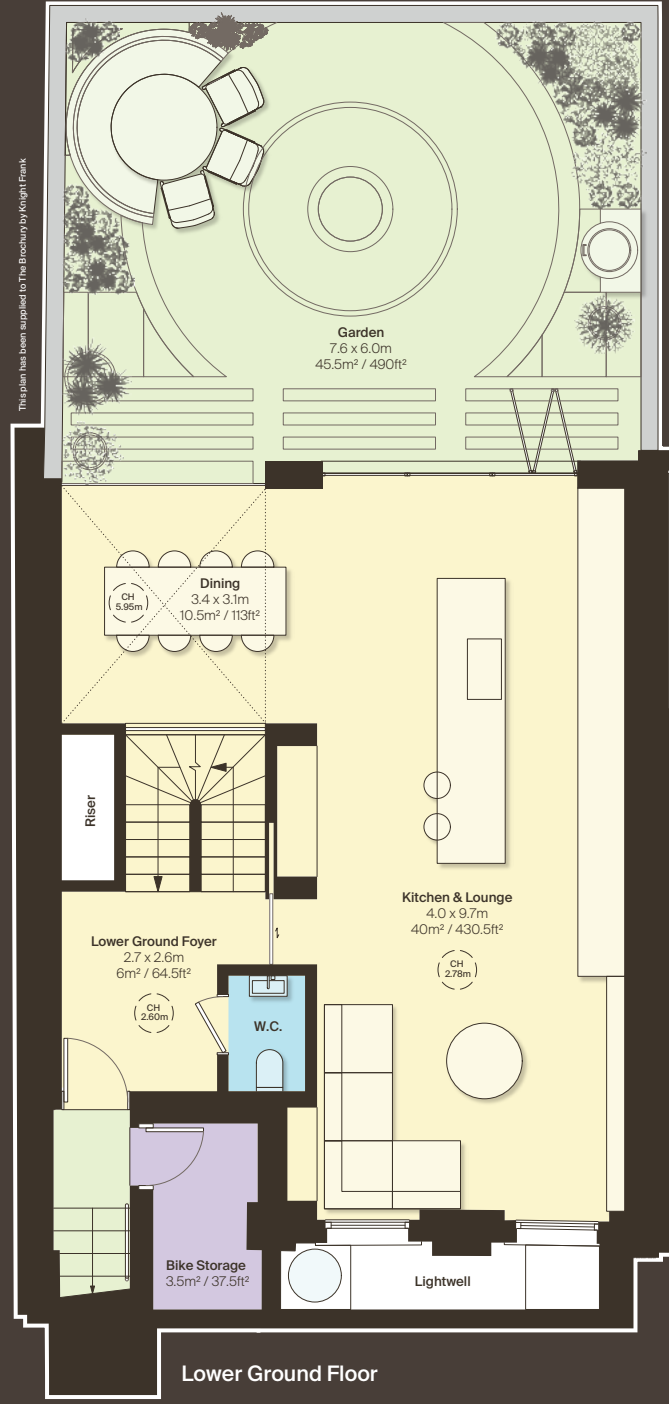 This plan has been supplied to The Brochury by Knight Frank
Garden
7.6 x 6.0m
45.5m² / 490ft²
CH
5.95m
Dining
3.4 x 3.1m
10.5m² / 113ft²
Riser
Kitchen & Lounge
4.0 x 9.7m
40m² / 430.5ft²
CH
2.78m
Lower Ground Foyer
2.7 x 2.6m
6m² / 64.5ft²
CH
2.60m
W.C.
Bike Storage
3.5m² / 37.5ft²
Lightwell
Lower Ground Floor